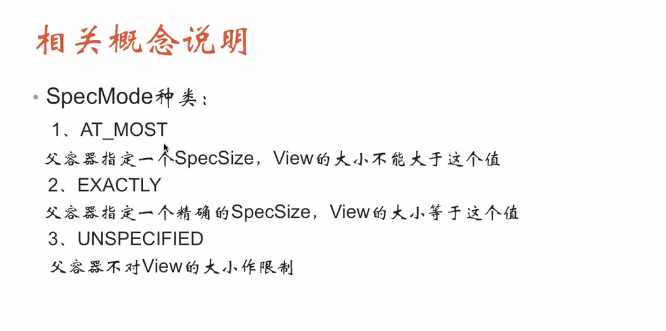 相关概念说明
• SpecMode种类：
1、AT_MOST
父容器指定一个SpecSize，View的大小不能大于这个值
2、EXACTLY
父容器指定一个精确的SpecSize，View的大小等于这个值
3、UNSPECIFIED
父容器不对View的大小作限制